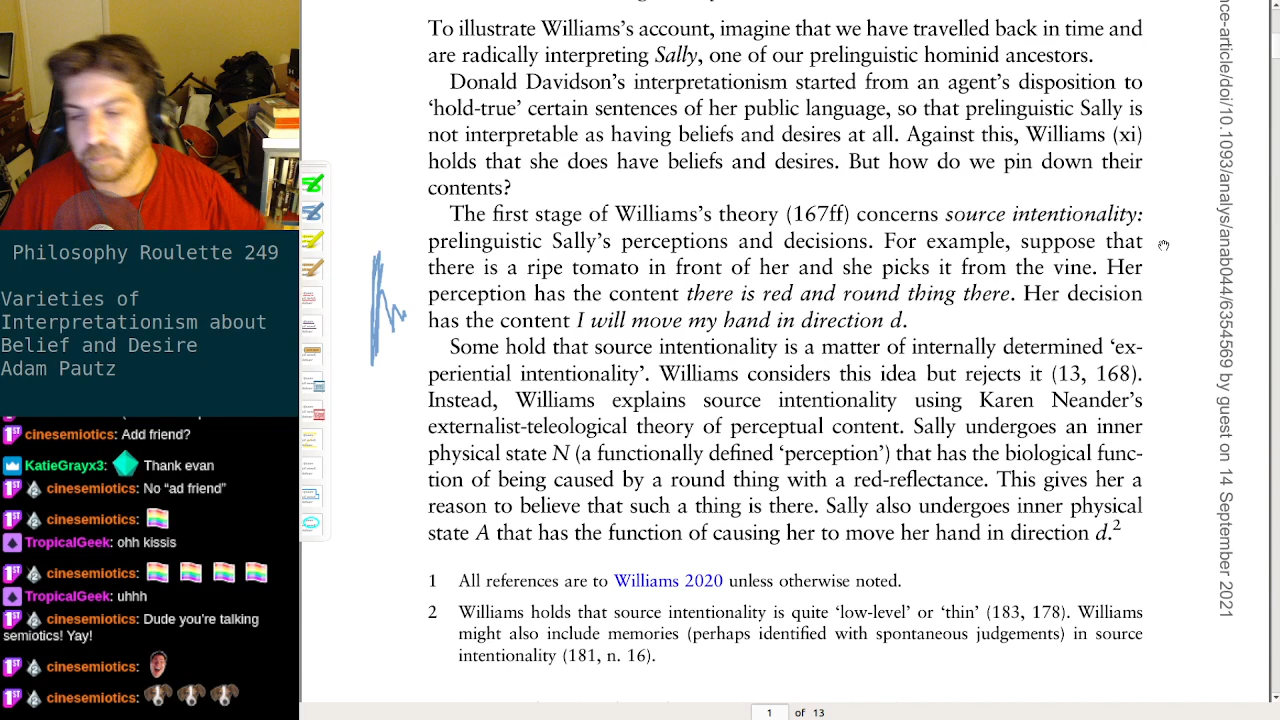 To illustrate Williams's account, imagine that we have travelled back in time and
are radically interpreting Sally, one of our prelinguistic hominid ancestors.
Donald Davidson's interpretationism started from an agent's disposition to
'hold-true' certain sentences of her public language, so that prelinguistic Sally is
not interpretable as having beliefs and desires at all. Against this, Williams (xi)
holds that she does have beliefs and desires. But how do we pin down their
contents?
The first stage of Williams's theory (167ff) concerns source intentionality:
prelinguistic Sally's perceptions and decisions. For example, suppose that
there is a ripe tomato in front of her and she picks it from the vine. Her
perception has the content there is a red and round thing there. Her decision
has the content I will move my hand in direction d.
Some hold that source intentionality is a matter of internally determined 'ex-
periential intentionality'. Williams considers this idea but rejects it (13, 168).
Instead, Williams explains source intentionality using Karen Neander's
externalist-teleological theory of perceptual content. Sally undergoes an inner
physical state N (a functionally defined 'perception') that has the biological func-
tion of being caused by a round thing with a red-reflectance. This gives her a
reason to believe that such a thing is there. Sally also undergoes inner physical
state A that has the function of causing her to move her hand in direction d.2
1 All references are to Williams 2020 unless otherwise noted.
2 Williams holds that source intentionality is quite 'low-level' or 'thin' (183, 178). Williams
might also include memories (perhaps identified with spontaneous judgements) in source
intentionality (181, n. 16).
nce-article/doi/10.1093/analys/anab044/6354569 by guest on 14 September 2021
1 of 13
Philosophy Roulette 249
Varieties of
Interpretationism about
Belief and Desire
Adam Pautz
cinesemiotics: Add friend?
KatieGrayx3: Thank evan
cinesemiotics: No “ad friend”
cinesemiotics:
TropicalGeek: ohh kissis
cinesemiotics:
TropicalGeek: uhhh
cinesemiotics: Dude you're talking
semiotics! Yay!
cinesemiotics:
cinesemiotics: